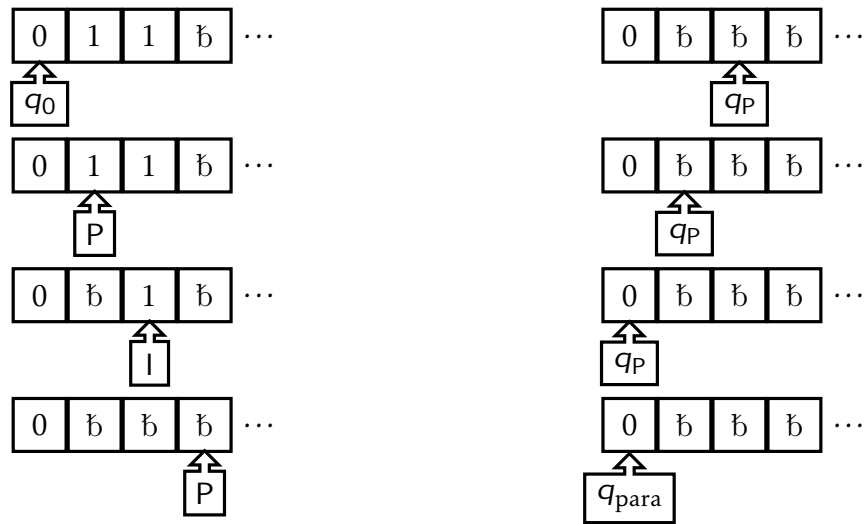 0 1 1 ƀ ⋯
q0
0 1 1 ƀ ⋯
P
0 ƀ 1 ƀ ⋯
I
0 ƀ ƀ ƀ ⋯
P
0 ƀ ƀ ƀ ⋯
qP
0 ƀ ƀ ƀ ⋯
qP
0 ƀ ƀ ƀ ⋯
qP
0 ƀ ƀ ƀ ⋯
qpara